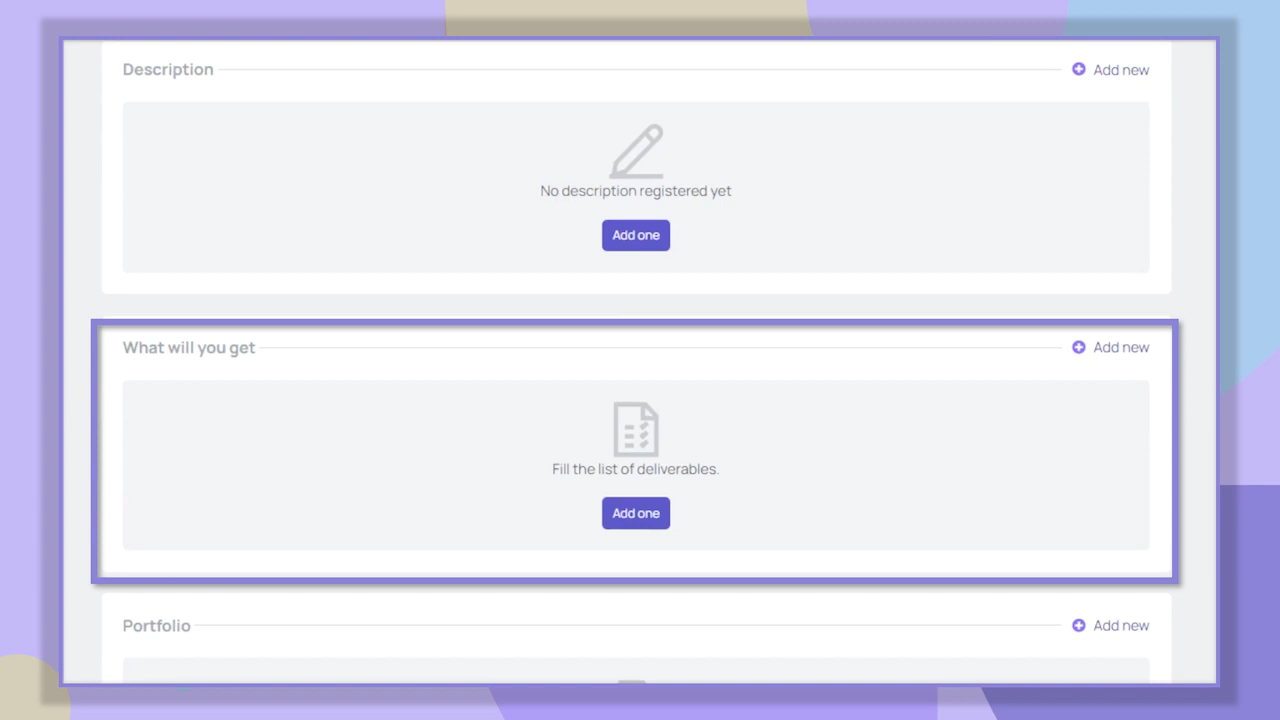 Description
Add new
No description registered yet
Add one
What will you get
Add new
Fill the list of deliverables.
Add one
Portfolio
Add new